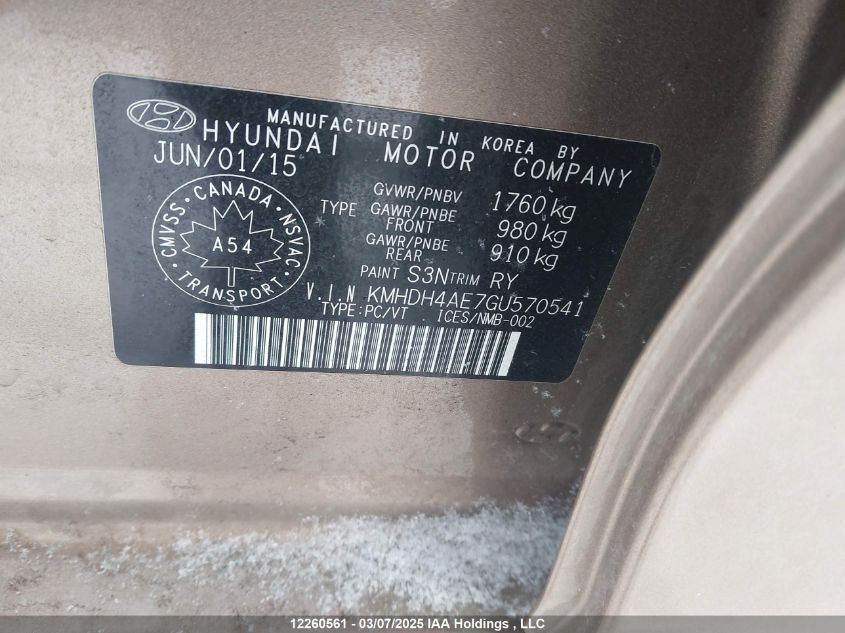 MANUFACTURED IN KOREA BY
HYUNDAI MOTOR COMPANY
JUN/01/15
GVWR/PNBV 1760 kg
TYPE GAWR/PNBE FRONT 980 kg
GAWR/PNBE REAR 910 kg
PAINT S3N TRIM RY
V.I.N KMHDH4AE7GU570541
TYPE:PC/VT ICES/NMB-002
CANADA
CMVSS
NSVAC
A54
TRANSPORT
12260561 - 03/07/2025 IAA Holdings , LLC